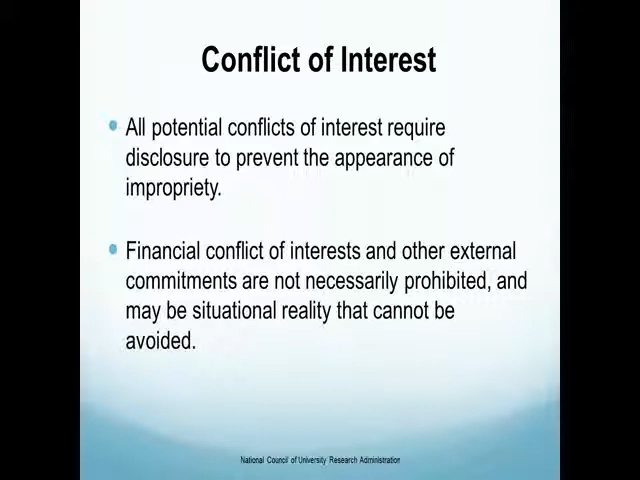 Conflict of Interest
All potential conflicts of interest require
disclosure to prevent the appearance of
impropriety.
Financial conflict of interests and other external
commitments are not necessarily prohibited, and
may be situational reality that cannot be
avoided.
National Council of University Research Administration